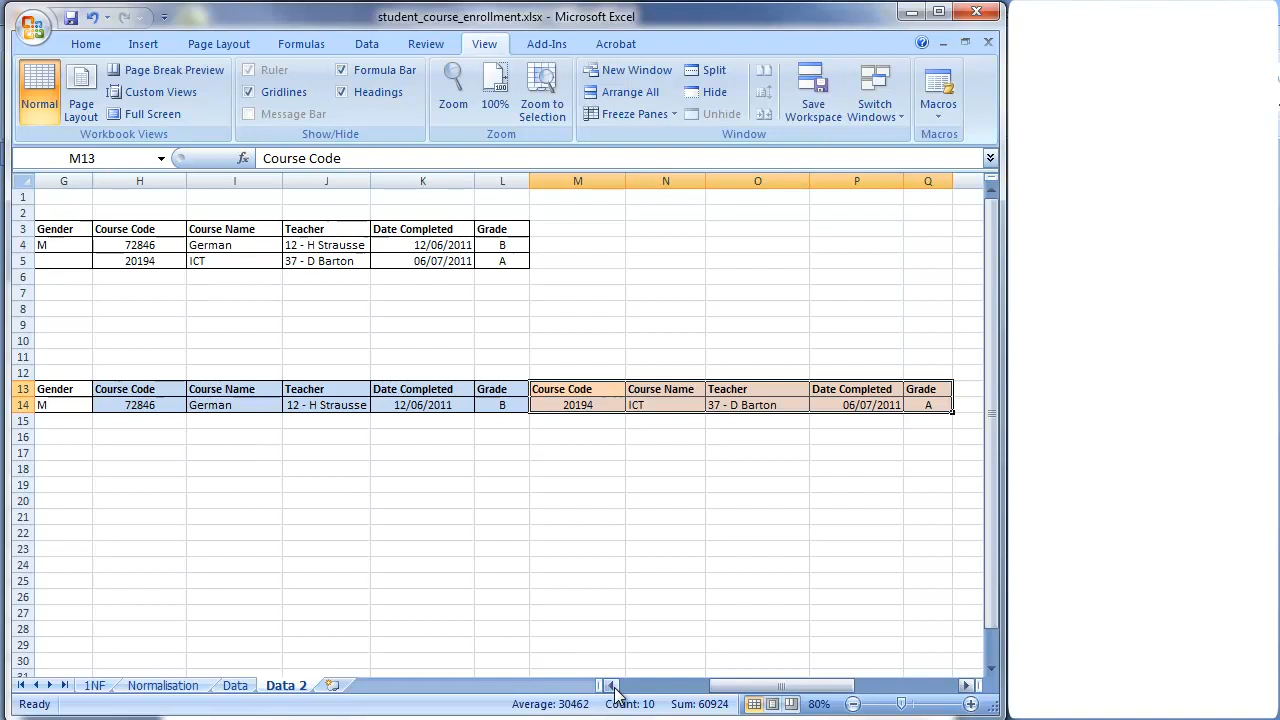 student_course_enrollment.xlsx - Microsoft Excel
Home Insert Page Layout Formulas Data Review View Add-Ins Acrobat
Normal Page Layout Page Break Preview Custom Views Full Screen
Workbook Views
Ruler Gridlines Message Bar Formula Bar Headings
Show/Hide
Zoom 100% Zoom to Selection
Zoom
New Window Arrange All Freeze Panes Split Hide Unhide Save Workspace Switch Windows
Window
Macros
Macros
M13 fx Course Code
G H I J K L M N O P Q
1
2
3 Gender Course Code Course Name Teacher Date Completed Grade
4 M 72846 German 12 - H Strausse 12/06/2011 B
5 20194 ICT 37 - D Barton 06/07/2011 A
6
7
8
9
10
11
12
13 Gender Course Code Course Name Teacher Date Completed Grade Course Code Course Name Teacher Date Completed Grade
14 M 72846 German 12 - H Strausse 12/06/2011 B 20194 ICT 37 - D Barton 06/07/2011 A
15
16
17
18
19
20
21
22
23
24
25
26
27
28
29
30
31
1NF Normalisation Data Data 2
Ready Average: 30462 Count: 10 Sum: 60924 80%